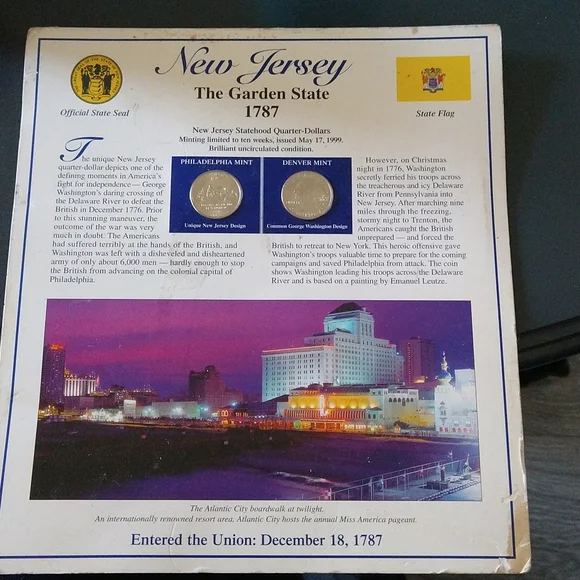 New Jersey
The Garden State
1787
Official State Seal
State Flag
New Jersey Statehood Quarter-Dollars
Minting limited to ten weeks, issued May 17, 1999.
Brilliant uncirculated condition.
The unique New Jersey
quarter-dollar depicts one of the
defining moments in America's
fight for independence — George
Washington's daring crossing of
the Delaware River to defeat the
British in December 1776. Prior
to this stunning maneuver, the
outcome of the war was very
much in doubt. The Americans
had suffered terribly at the hands of the British, and
Washington was left with a disheveled and disheartened
army of only about 6,000 men — hardly enough to stop
the British from advancing on the colonial capital of
Philadelphia.
PHILADELPHIA MINT
Unique New Jersey Design
DENVER MINT
Common George Washington Design
However, on Christmas
night in 1776, Washington
secretly ferried his troops across
the treacherous and icy Delaware
River from Pennsylvania into
New Jersey. After marching nine
miles through the freezing,
stormy night to Trenton, the
Americans caught the British
unprepared — and forced the
British to retreat to New York. This heroic offensive gave
Washington's troops valuable time to prepare for the coming
campaigns and saved Philadelphia from attack. The coin
shows Washington leading his troops across the Delaware
River and is based on a painting by Emanuel Leutze.
The Atlantic City boardwalk at twilight.
An internationally renowned resort area, Atlantic City hosts the annual Miss America pageant.
Entered the Union: December 18, 1787